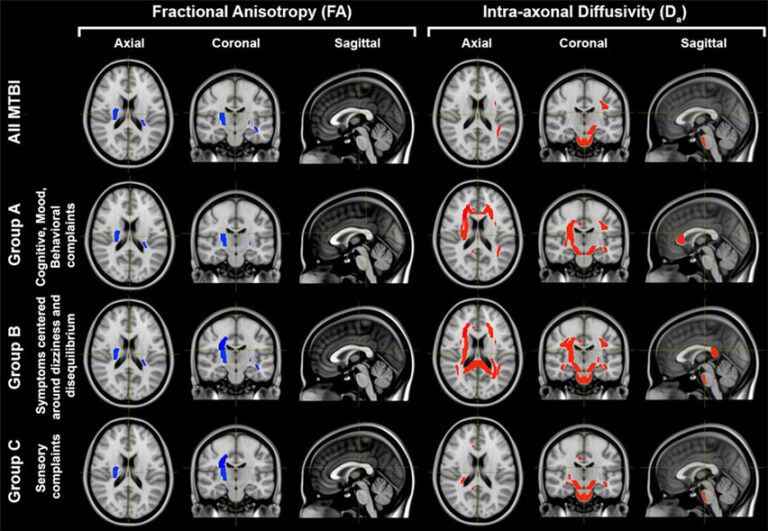 Fractional Anisotropy (FA)
Intra-axonal Diffusivity (Da)
Axial
Coronal
Sagittal
Axial
Coronal
Sagittal
All MTBI
Group A
Cognitive, Mood,
Behavioral
complaints
Group B
Symptoms centered
around dizziness and
disequilibrium
Group C
Sensory
complaints